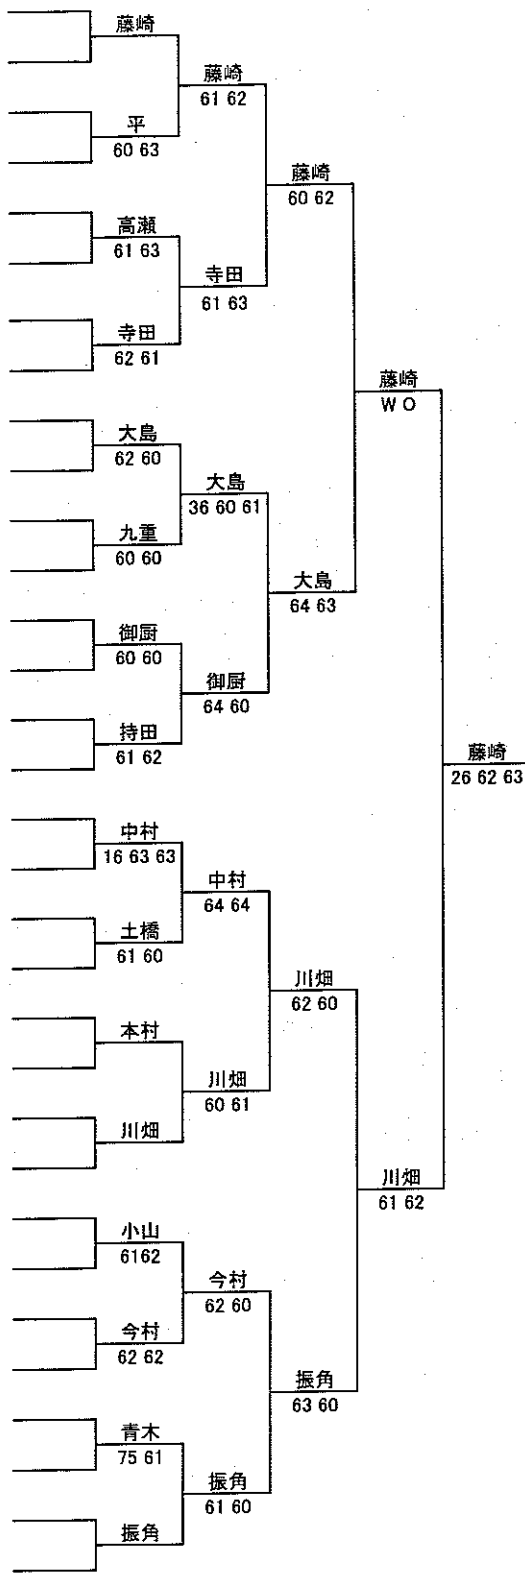 藤崎
藤崎
61 62
平
60 63
藤崎
60 62
高瀬
61 63
寺田
61 63
寺田
62 61
藤崎
W O
大島
62 60
大島
36 60 61
九重
60 60
大島
64 63
御厨
60 60
御厨
64 60
持田
61 62
藤崎
26 62 63
中村
16 63 63
中村
64 64
土橋
61 60
川畑
62 60
本村
川畑
60 61
川畑
川畑
61 62
小山
6162
今村
62 60
今村
62 62
振角
63 60
青木
75 61
振角
61 60
振角